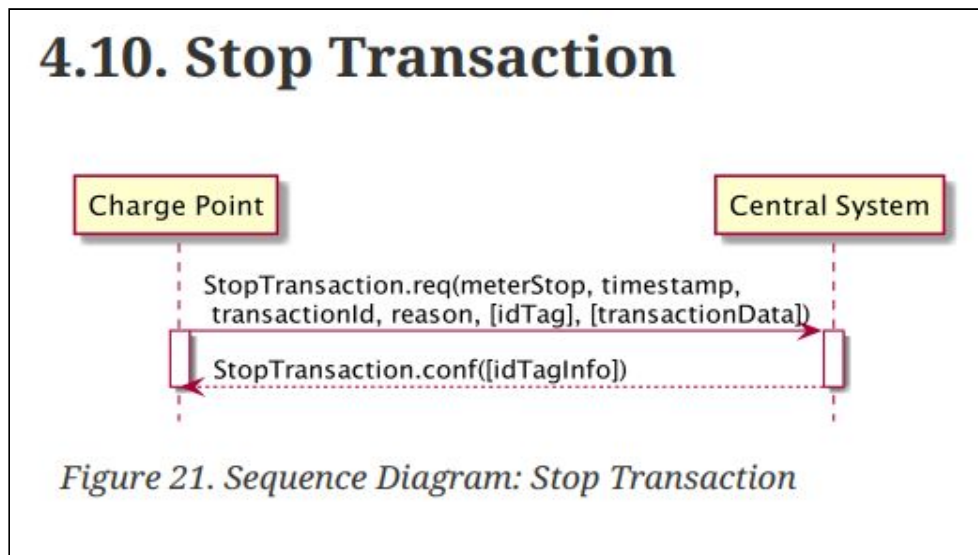 4.10. Stop Transaction
Charge Point
Central System
StopTransaction.req(meterStop, timestamp,
transactionId, reason, [idTag], [transactionData])
StopTransaction.conf([idTagInfo])
Figure 21. Sequence Diagram: Stop Transaction